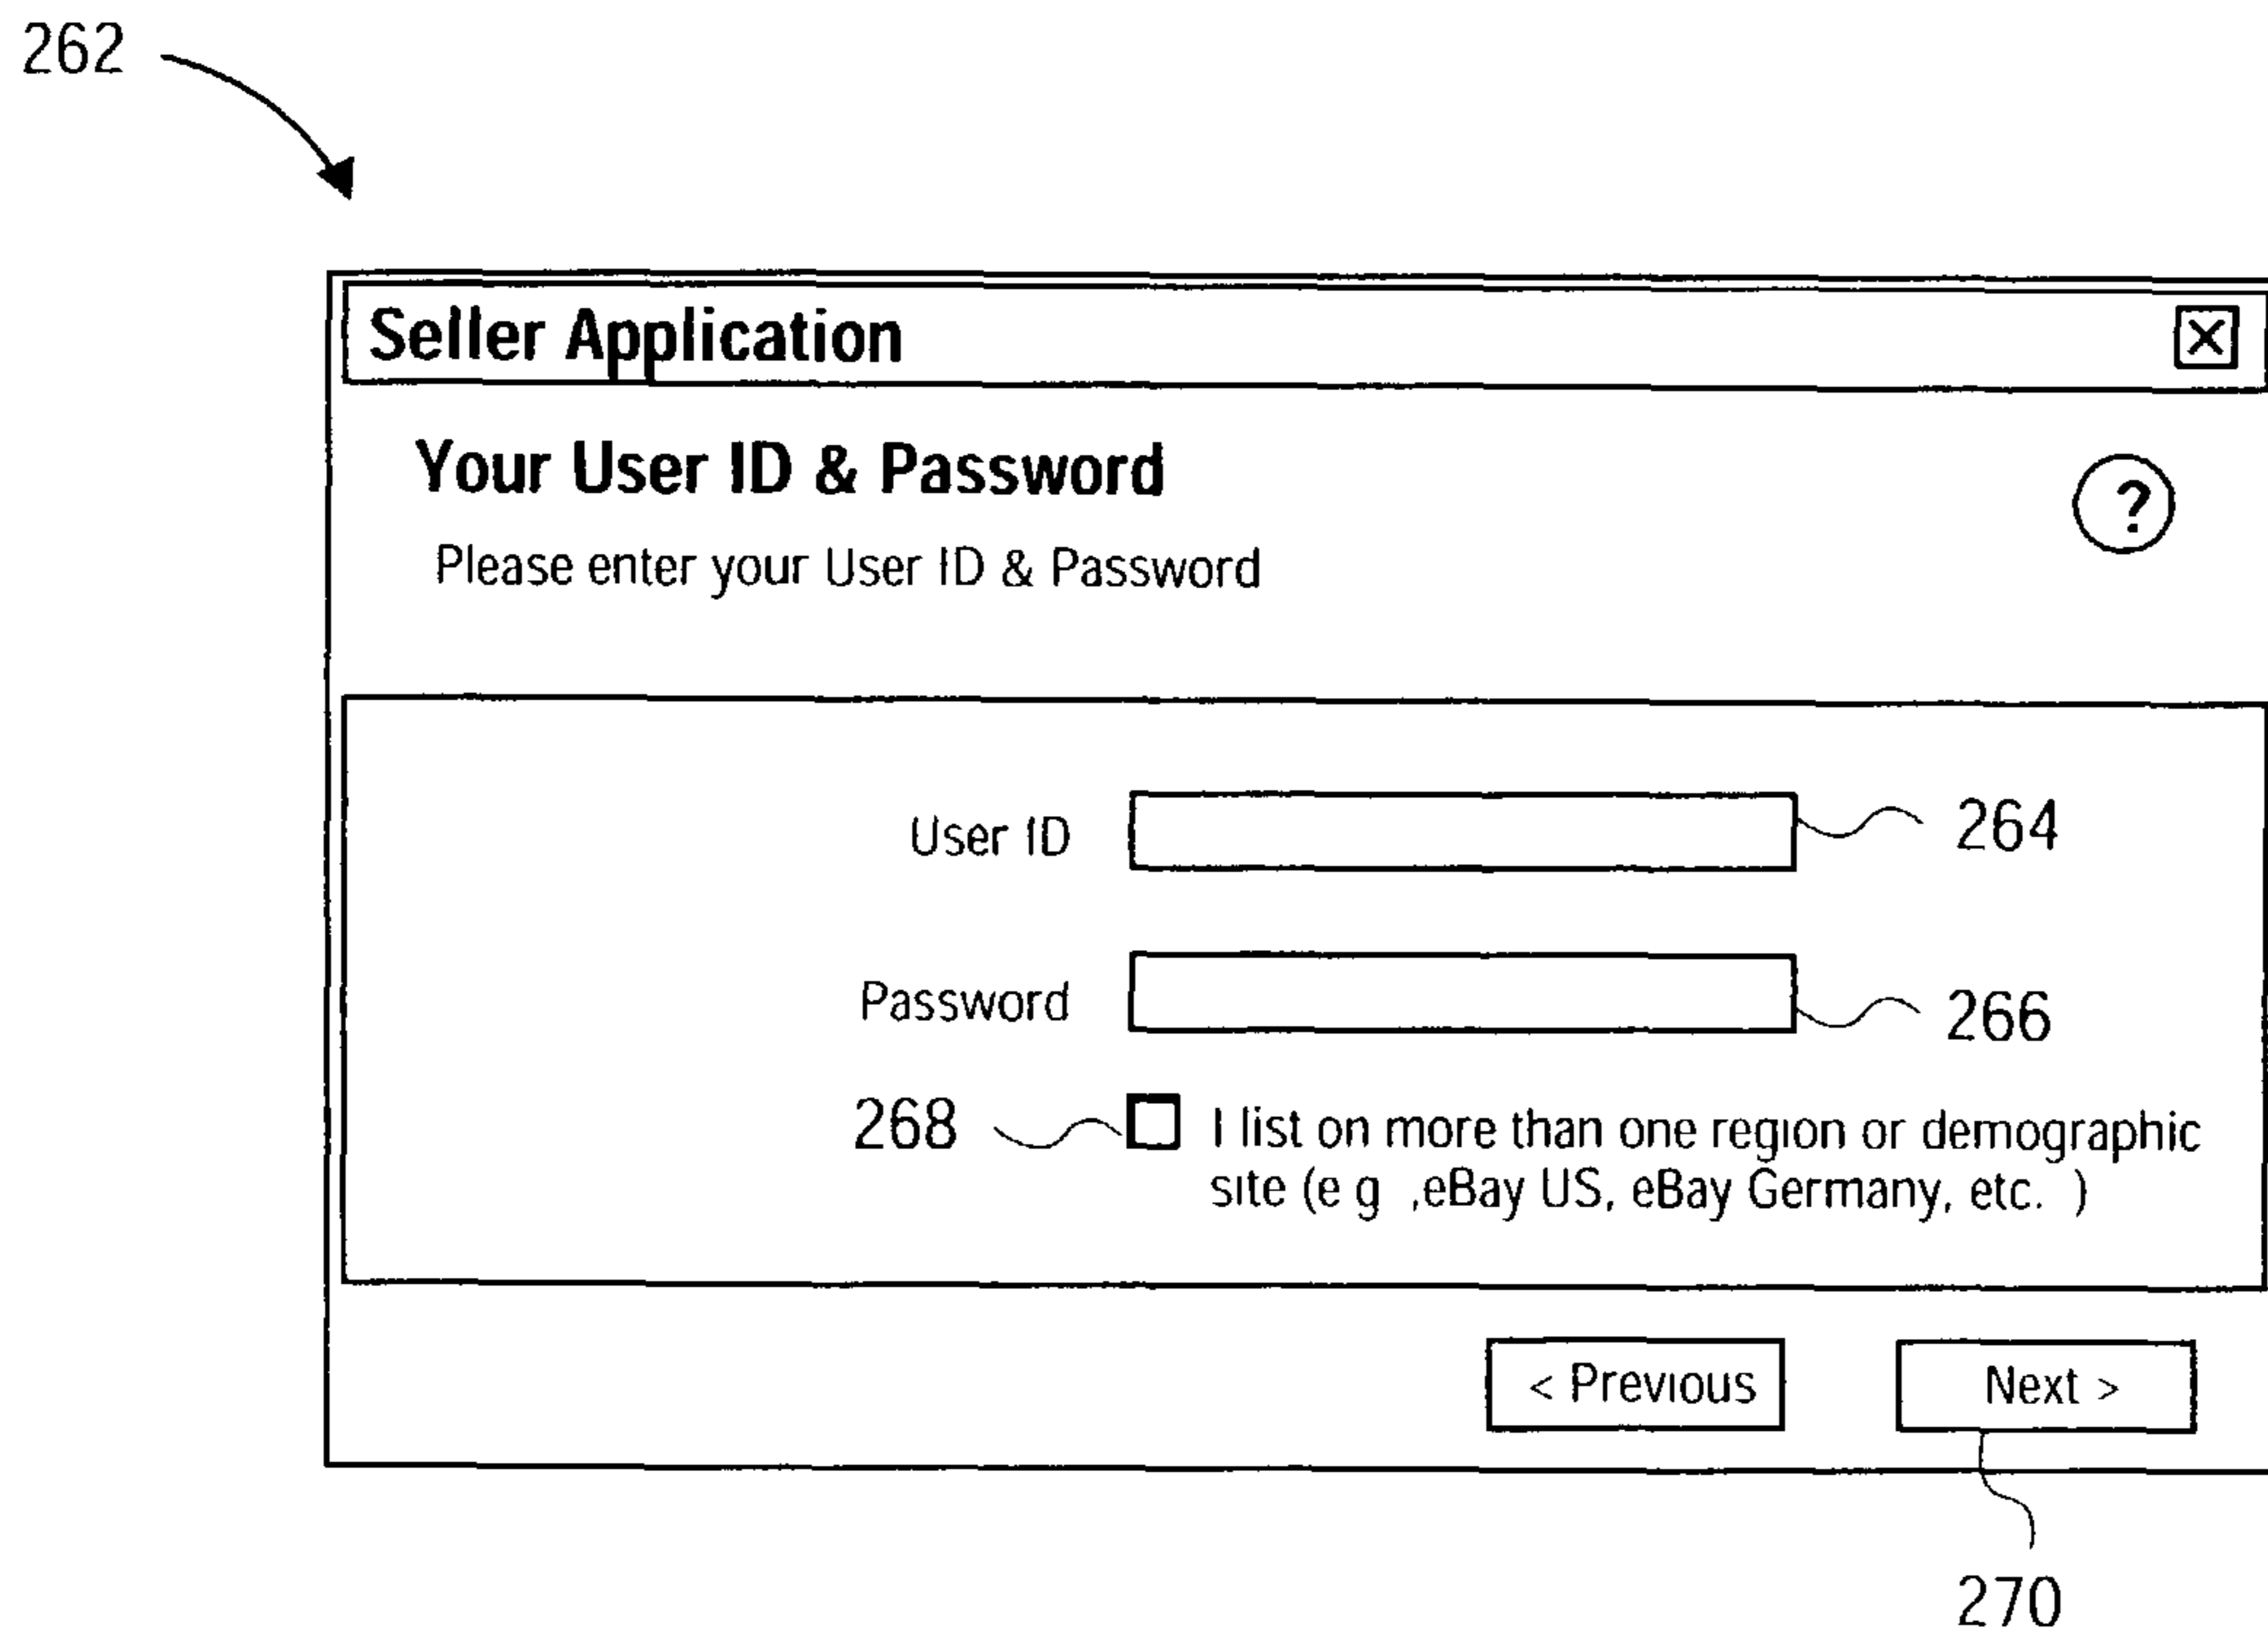 262
Seller Application
X
Your User ID & Password
?
Please enter your User ID & Password
User ID
264
Password
266
268
I list on more than one region or demographic
site (e g ,eBay US, eBay Germany, etc. )
< Previous
Next >
270